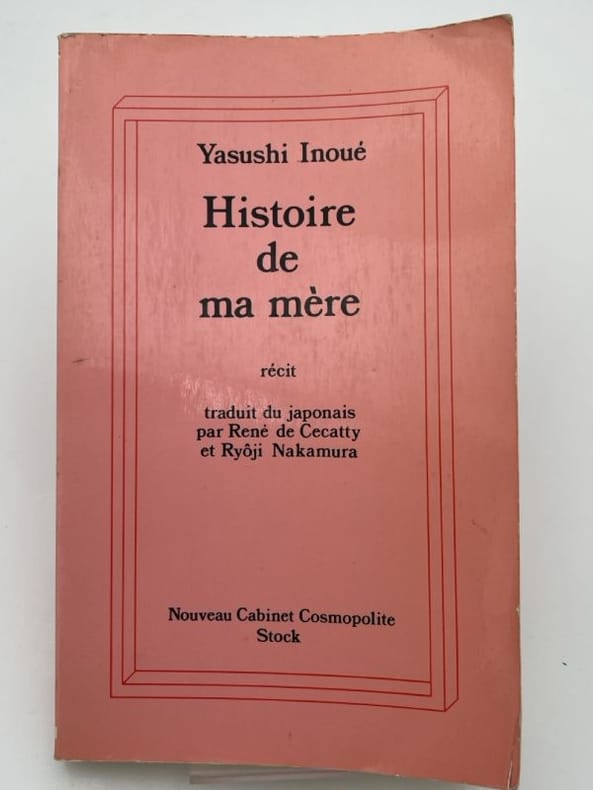 Yasushi Inoué
Histoire
de
ma mère
récit
traduit du japonais
par René de Cecatty
et Ryôji Nakamura
Nouveau Cabinet Cosmopolite
Stock